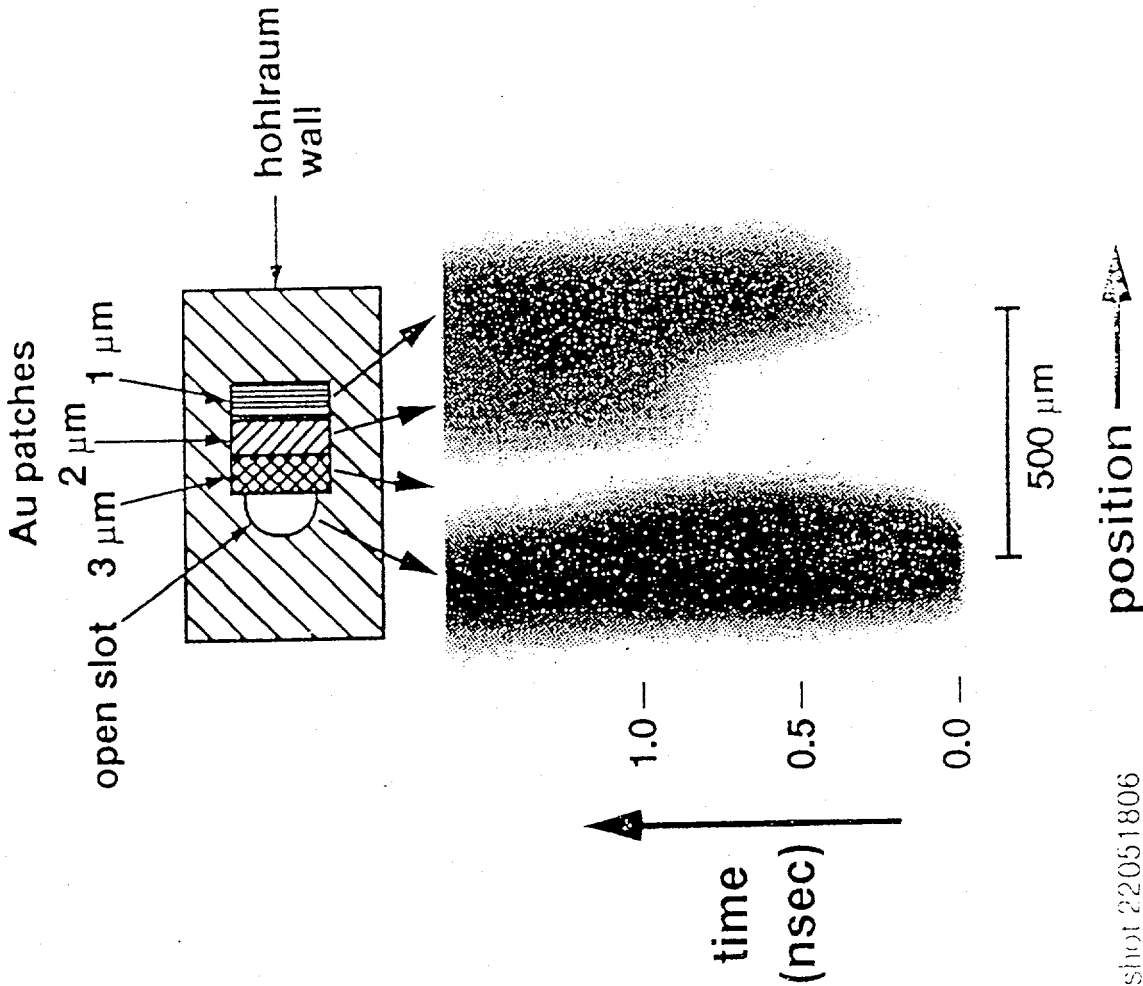 Au patches
open slot
3 μm
2 μm
1 μm
hohlraum
wall
time
(nsec)
1.0
0.5
0.0
500 μm
position
shot 22051806